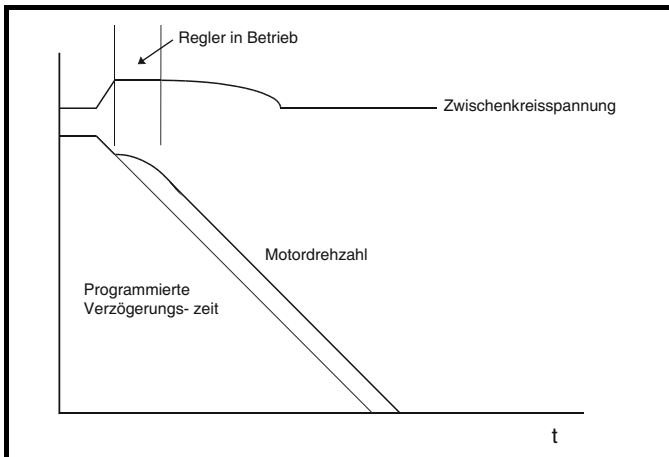 Regler in Betrieb
Zwischenkreisspannung
Motordrehzahl
Programmierte
Verzögerungs- zeit
t